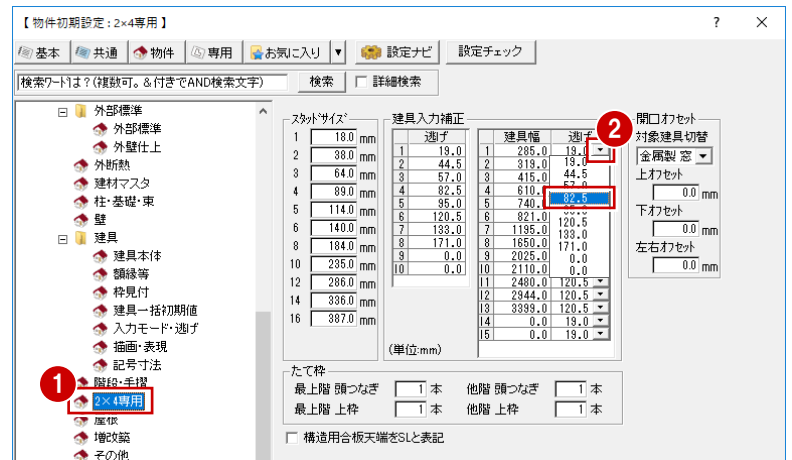 【 物件初期設定 : 2×4専用 】
? ×
基本 共通 物件 専用 お気に入り ▼ 設定ナビ 設定チェック
検索ワードは？(複数可。＆付きでAND検索文字) 検索 詳細検索
外部標準
外部標準
外壁仕上
外断熱
建材マスタ
柱･基礎･束
壁
建具
建具本体
額縁等
枠見付
建具一括初期値
入力モード･逃げ
描画･表現
記号寸法
階段･手摺
1
2×4専用
屋根
増改築
その他
スタッドサイズ
1 18.0 mm
2 38.0 mm
3 64.0 mm
4 89.0 mm
5 114.0 mm
6 140.0 mm
8 184.0 mm
10 235.0 mm
12 286.0 mm
14 336.0 mm
16 387.0 mm
建具入力補正
逃げ
1 19.0
2 44.5
3 57.0
4 82.5
5 95.0
6 120.5
7 133.0
8 171.0
9 0.0
10 0.0
建具幅 逃げ
1 285.0 19.0
2 319.0
3 415.0
4 610.0
5 740.0
6 821.0
7 1195.0
8 1650.0
9 2025.0
10 2110.0
11 2480.0 120.5
12 2944.0 120.5
13 3399.0 120.5
14 0.0 19.0
15 0.0 19.0
19.0
44.5
57.0
82.5
120.5
133.0
171.0
0.0
0.0
2
(単位:mm)
開口オフセット
対象建具切替
金属製 窓
上オフセット
0.0 mm
下オフセット
0.0 mm
左右オフセット
0.0 mm
たて枠
最上階 頭つなぎ 1 本 他階 頭つなぎ 1 本
最上階 上枠 1 本 他階 上枠 1 本
構造用合板天端をSLと表記